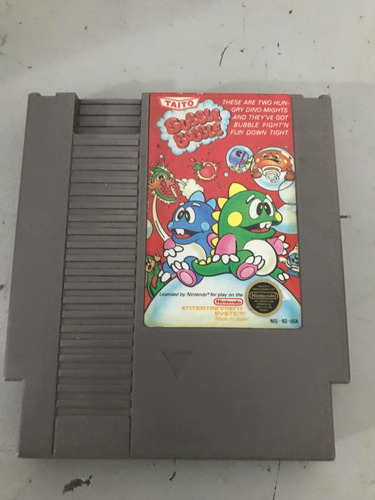 TAITO
Bubble Bobble
THESE ARE TWO HUN-
GRY DINO-MIGHTS
AND THEY'VE GOT
BUBBLE FIGHT'N
FUN DOWN TIGHT
Licensed by Nintendo® for play on the
Nintendo
ENTERTAINMENT
SYSTEM
Made in Japan
Nintendo
NES-B2-USA